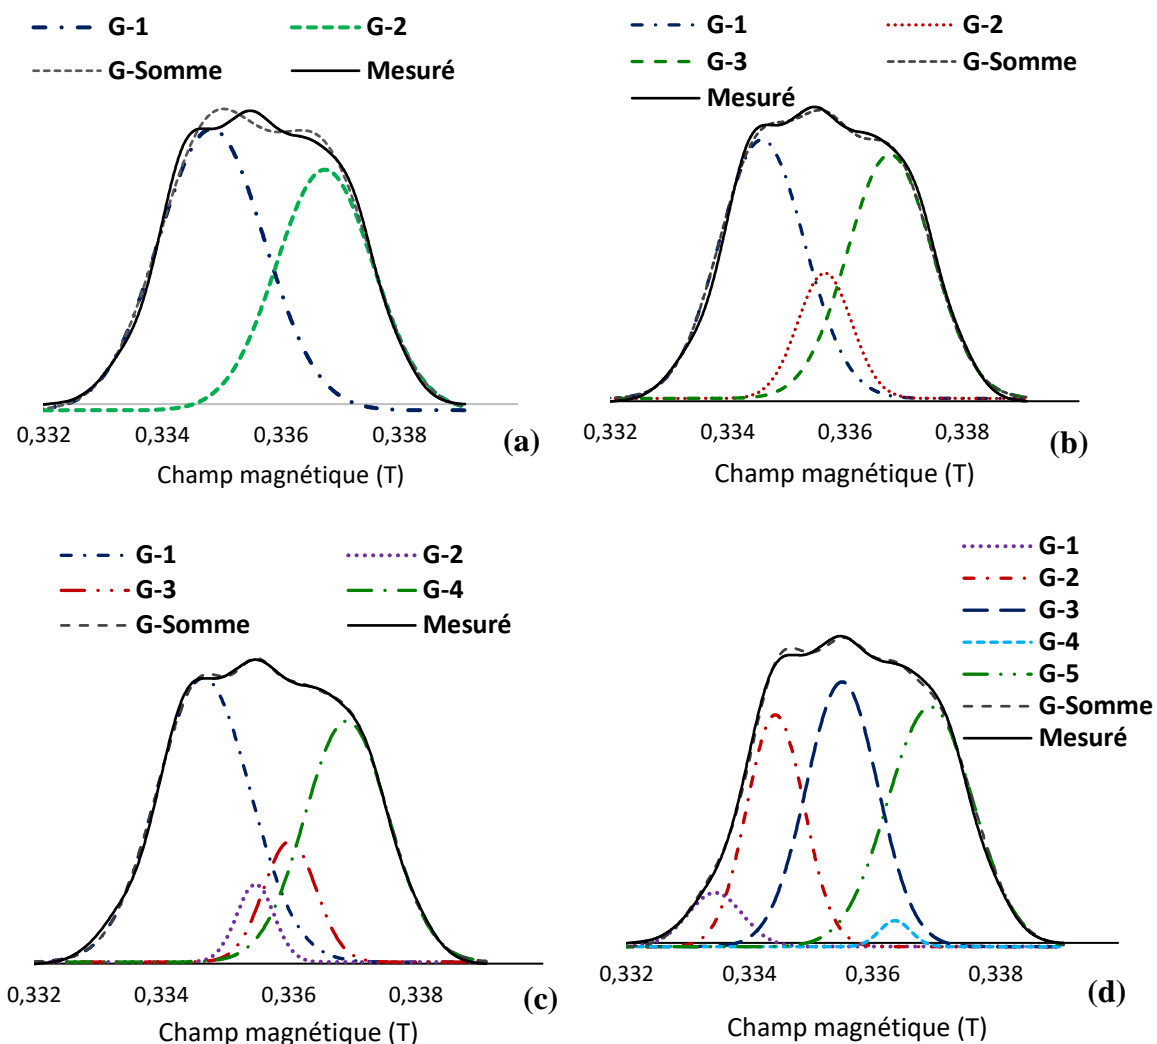 G-1 G-2
G-Somme Mesuré
0,332 0,334 0,336 0,338 (a)
Champ magnétique (T)
G-1 G-2
G-3 G-Somme
Mesuré
0,332 0,334 0,336 0,338 (b)
Champ magnétique (T)
G-1 G-2
G-3 G-4
G-Somme Mesuré
0,332 0,334 0,336 0,338 (c)
Champ magnétique (T)
G-1
G-2
G-3
G-4
G-5
G-Somme
Mesuré
0,332 0,334 0,336 0,338 (d)
Champ magnétique (T)